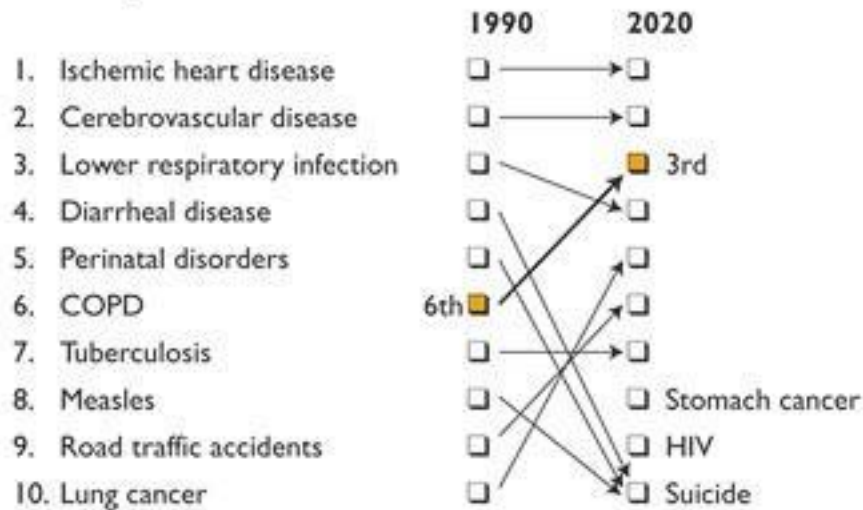 1990 2020
1. Ischemic heart disease
2. Cerebrovascular disease
3. Lower respiratory infection 3rd
4. Diarrheal disease
5. Perinatal disorders
6. COPD 6th
7. Tuberculosis
8. Measles Stomach cancer
9. Road traffic accidents HIV
10. Lung cancer Suicide